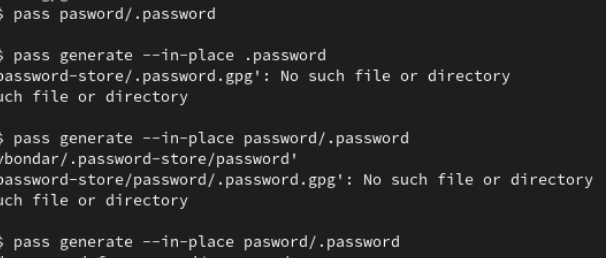 $ pass pasword/.password
$ pass generate --in-place .password
password-store/.password.gpg': No such file or directory
uch file or directory
$ pass generate --in-place password/.password
vbondar/.password-store/password'
password-store/password/.password.gpg': No such file or directory
uch file or directory
$ pass generate --in-place pasword/.password